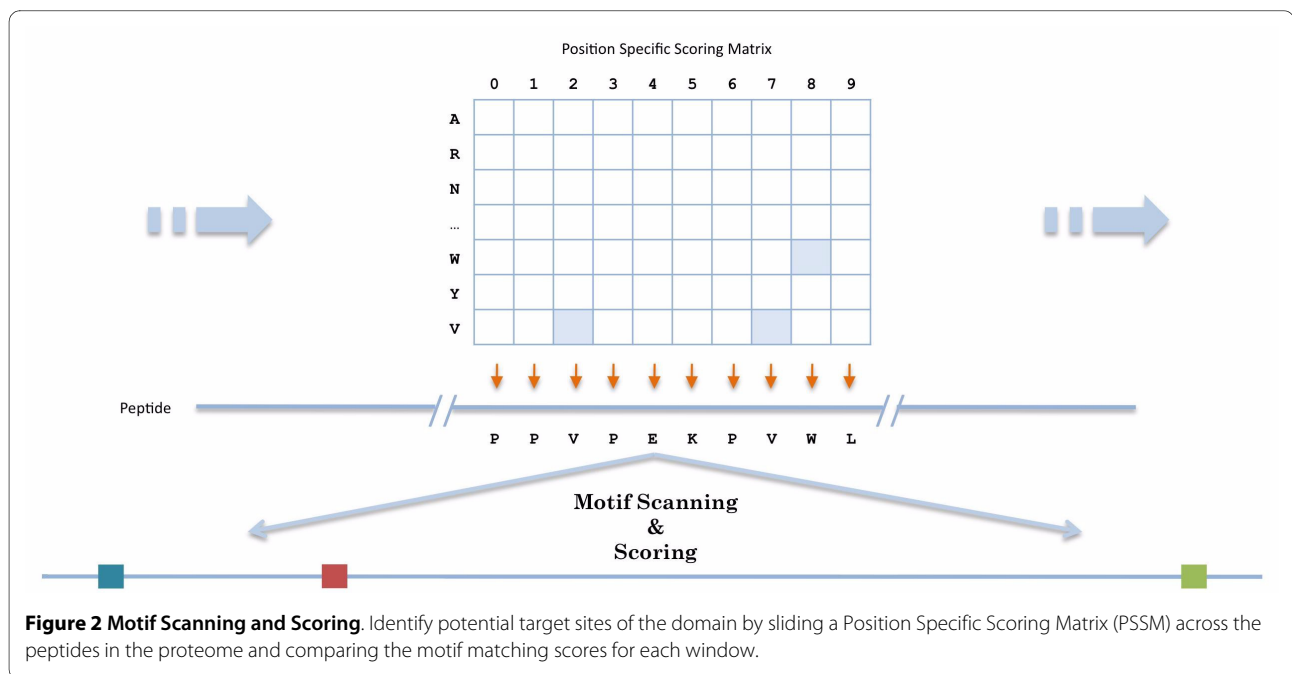 Position Specific Scoring Matrix
0 1 2 3 4 5 6 7 8 9
A
R
N
...
W
Y
V
Peptide
P P V P E K P V W L
Motif Scanning
&
Scoring
Figure 2 Motif Scanning and Scoring. Identify potential target sites of the domain by sliding a Position Specific Scoring Matrix (PSSM) across the
peptides in the proteome and comparing the motif matching scores for each window.